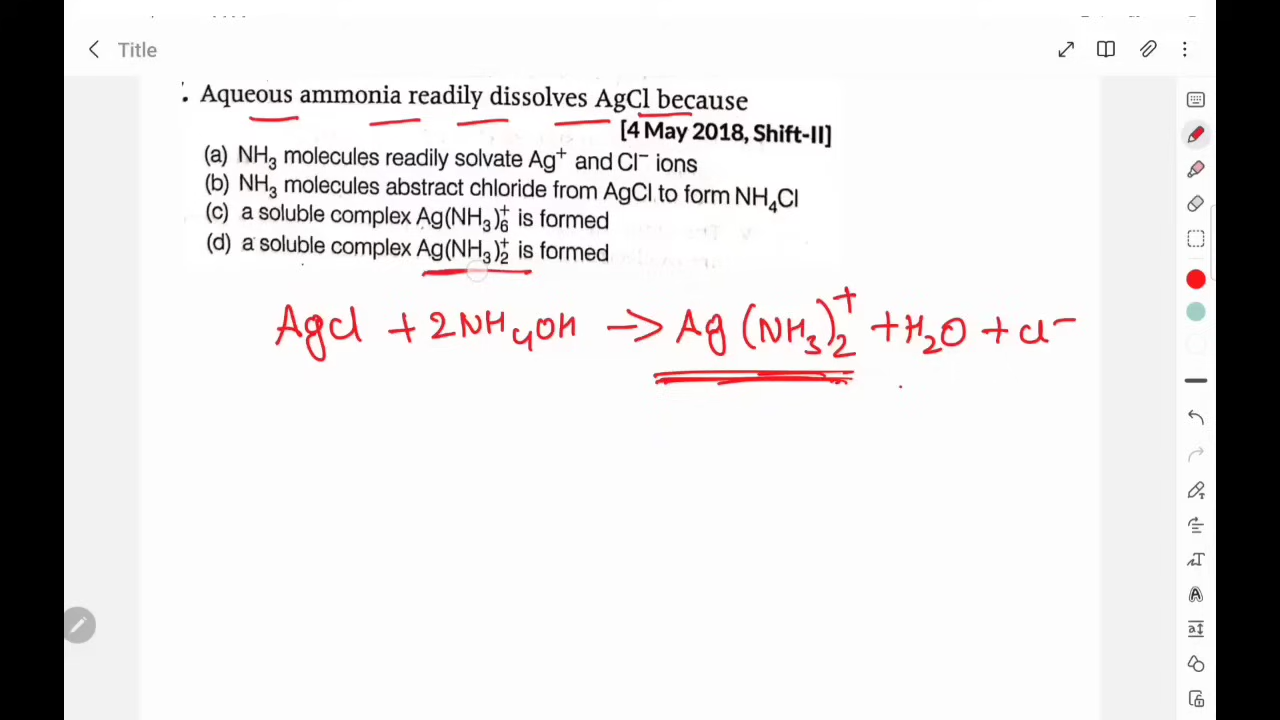 Title
: Aqueous ammonia readily dissolves AgCl because
[4 May 2018, Shift-II]
(a) NH₃ molecules readily solvate Ag⁺ and Cl⁻ ions
(b) NH₃ molecules abstract chloride from AgCl to form NH₄Cl
(c) a soluble complex Ag(NH₃)₆⁺ is formed
(d) a soluble complex Ag(NH₃)₂⁺ is formed
AgCl + 2NH₄OH → Ag(NH₃)₂⁺ + H₂O + Cl⁻